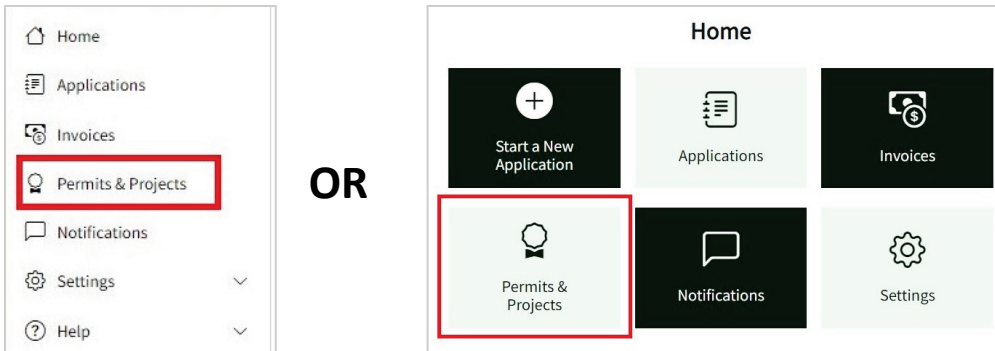 Home
Applications
Invoices
Permits & Projects
Notifications
Settings
Help
OR
Home
Start a New
Application
Applications
Invoices
Permits &
Projects
Notifications
Settings